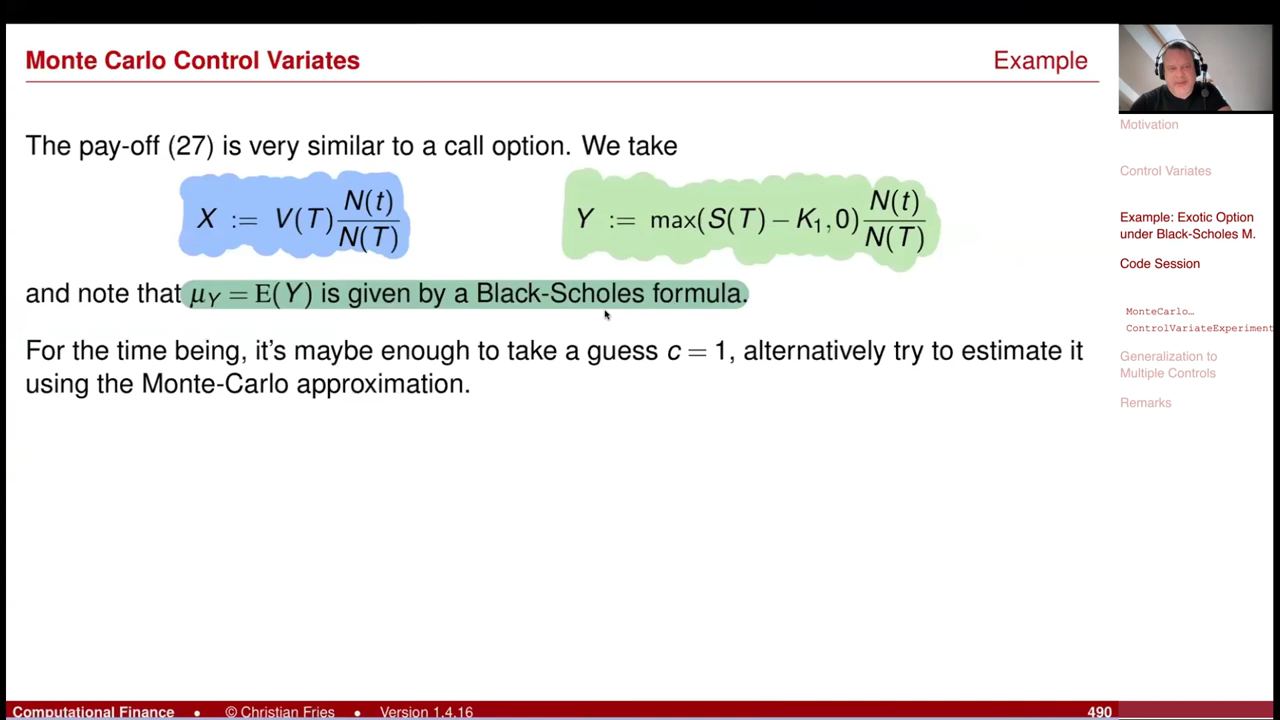 Monte Carlo Control Variates
Example
The pay-off (27) is very similar to a call option. We take
X := V(T) N(t)/N(T)
Y := max(S(T) − K₁, 0) N(t)/N(T)
and note that μ_Y = E(Y) is given by a Black-Scholes formula.
For the time being, it's maybe enough to take a guess c = 1, alternatively try to estimate it
using the Monte-Carlo approximation.
Motivation
Control Variates
Example: Exotic Option
under Black-Scholes M.
Code Session
MonteCarlo…
ControlVariateExperiment
Generalization to
Multiple Controls
Remarks
Computational Finance • © Christian Fries • Version 1.4.16
490